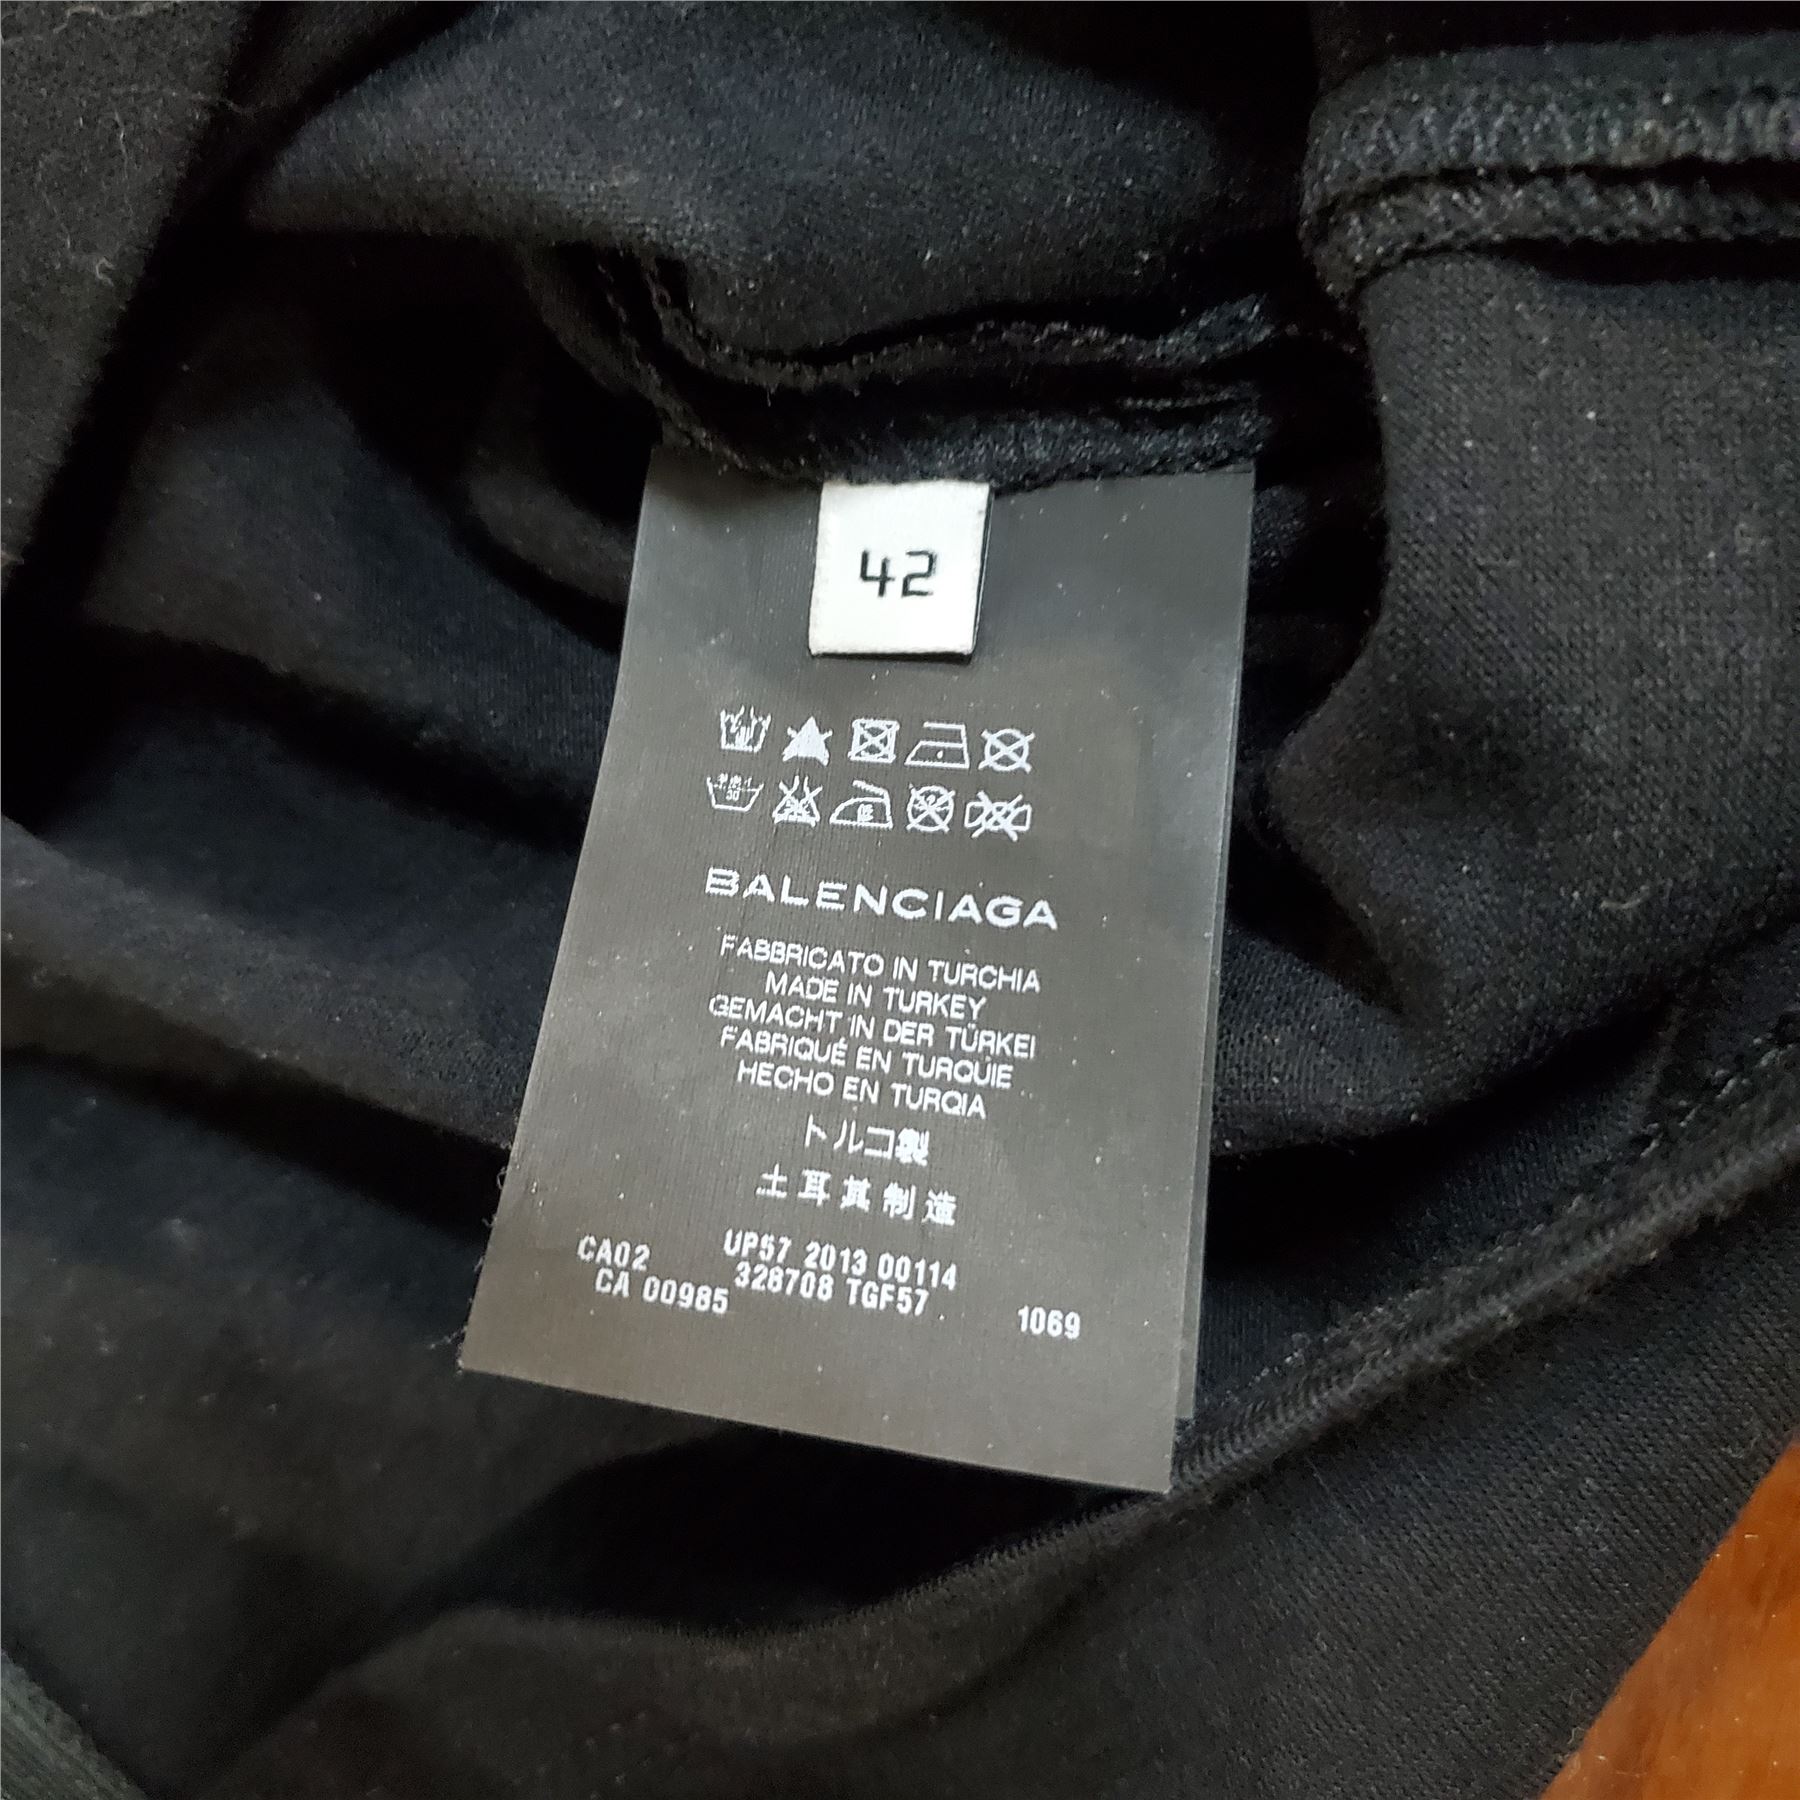 42
30
BALENCIAGA
FABBRICATO IN TURCHIA
MADE IN TURKEY
GEMACHT IN DER TÜRKEI
FABRIQUÉ EN TURQUIE
HECHO EN TURQIA
トルコ製
土耳其制造
CA02 UP57 2013 00114
CA 00985 328708 TGF57 1069